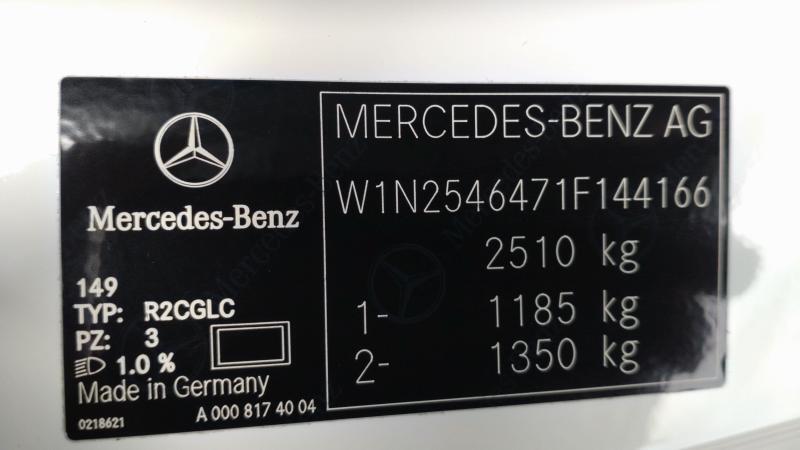 Mercedes-Benz
149
TYP: R2CGLC
PZ: 3
1.0 %
Made in Germany
0218621 A 000 817 40 04
MERCEDES-BENZ AG
W1N2546471F144166
2510 kg
1- 1185 kg
2- 1350 kg